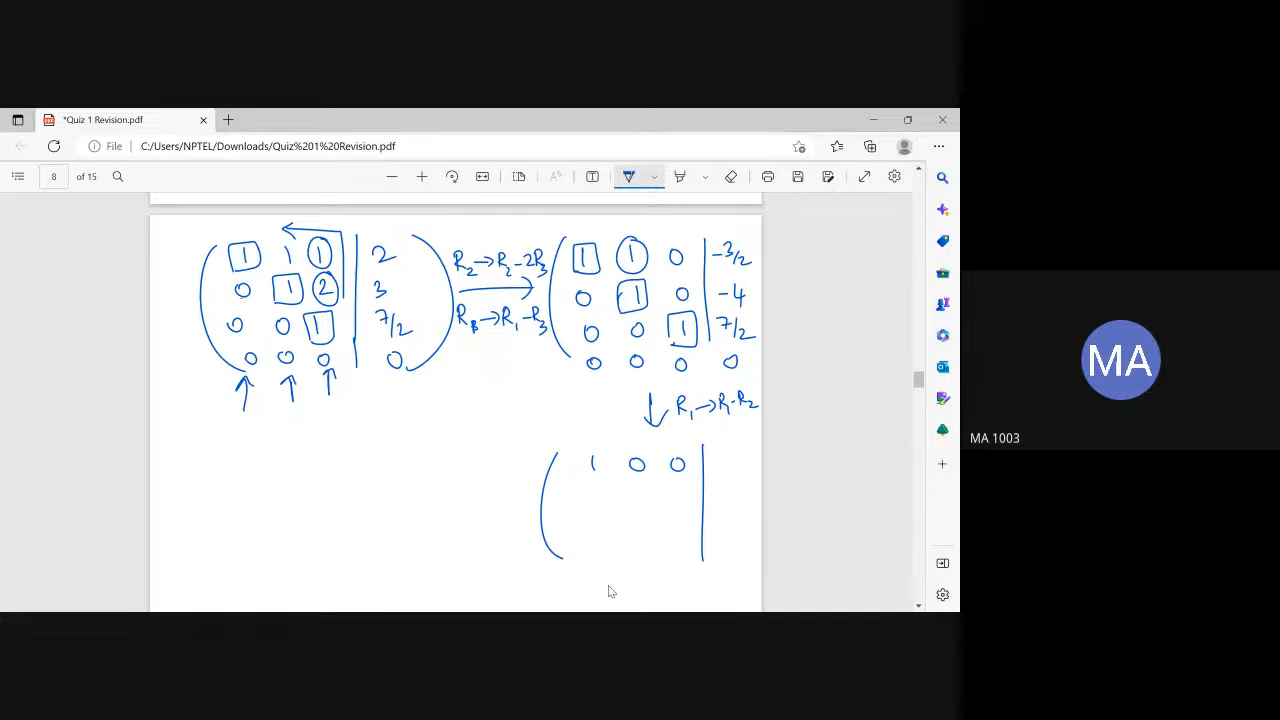 *Quiz 1 Revision.pdf
File C:/Users/NPTEL/Downloads/Quiz%201%20Revision.pdf
8 of 15
1 1 1 | 2
0 1 2 | 3
0 0 1 | 7/2
0 0 0 | 0
R2→R2-2R3
R1→R1-R3
1 1 0 | -3/2
0 1 0 | -4
0 0 1 | 7/2
0 0 0 0
↓ R1→R1-R2
1 0 0 |
MA
MA 1003